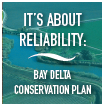 IT'S ABOUT
RELIABILITY:
BAY DELTA
CONSERVATION PLAN